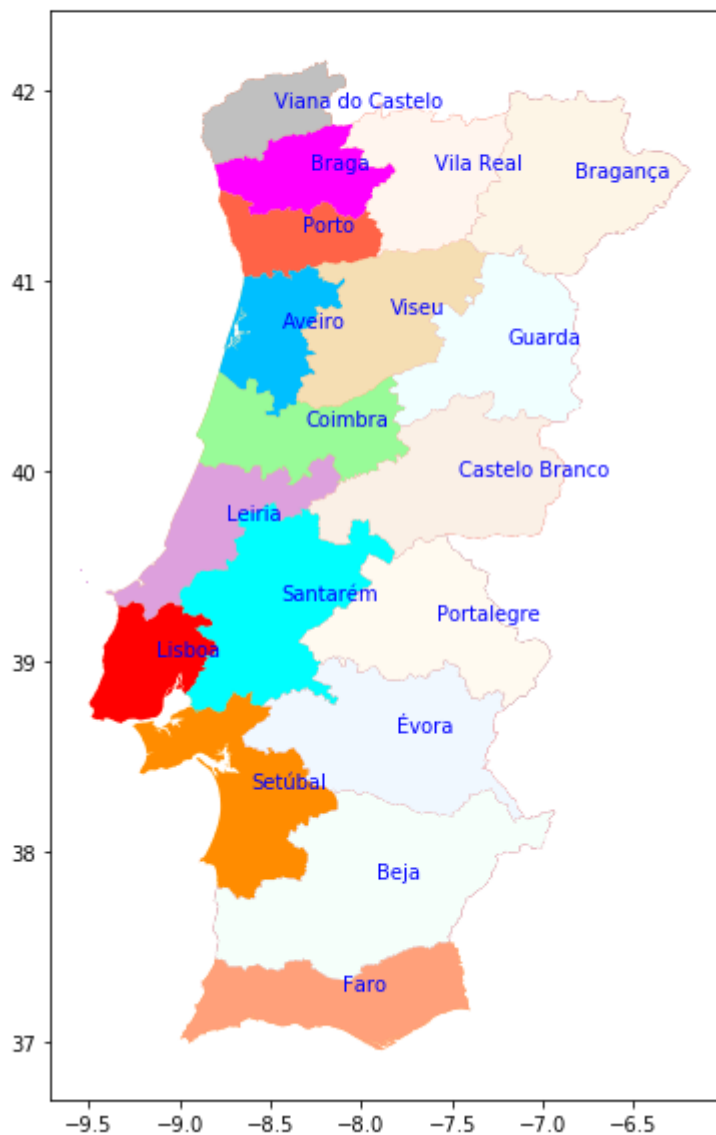 42
Viana do Castelo
Braga
Vila Real
Bragança
Porto
41
Aveiro
Viseu
Guarda
Coimbra
40
Castelo Branco
Leiria
Santarém
Portalegre
39
Lisboa
Évora
Setúbal
38
Beja
Faro
37
−9.5 −9.0 −8.5 −8.0 −7.5 −7.0 −6.5